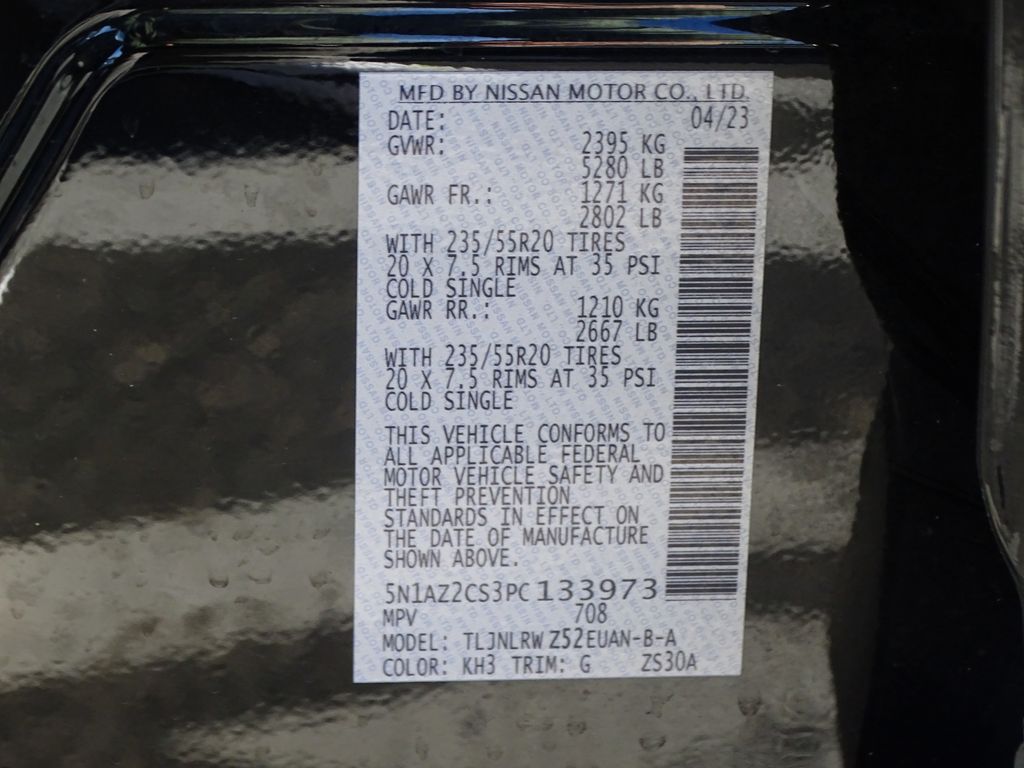 MFD BY NISSAN MOTOR CO., LTD.
DATE: 04/23
GVWR: 2395 KG
5280 LB
GAWR FR.: 1271 KG
2802 LB
WITH 235/55R20 TIRES
20 X 7.5 RIMS AT 35 PSI
COLD SINGLE
GAWR RR.: 1210 KG
2667 LB
WITH 235/55R20 TIRES
20 X 7.5 RIMS AT 35 PSI
COLD SINGLE
THIS VEHICLE CONFORMS TO
ALL APPLICABLE FEDERAL
MOTOR VEHICLE SAFETY AND
THEFT PREVENTION
STANDARDS IN EFFECT ON
THE DATE OF MANUFACTURE
SHOWN ABOVE.
5N1AZ2CS3PC133973
MPV 708
MODEL: TLJNLRW Z52EUAN-B-A
COLOR: KH3 TRIM: G ZS30A